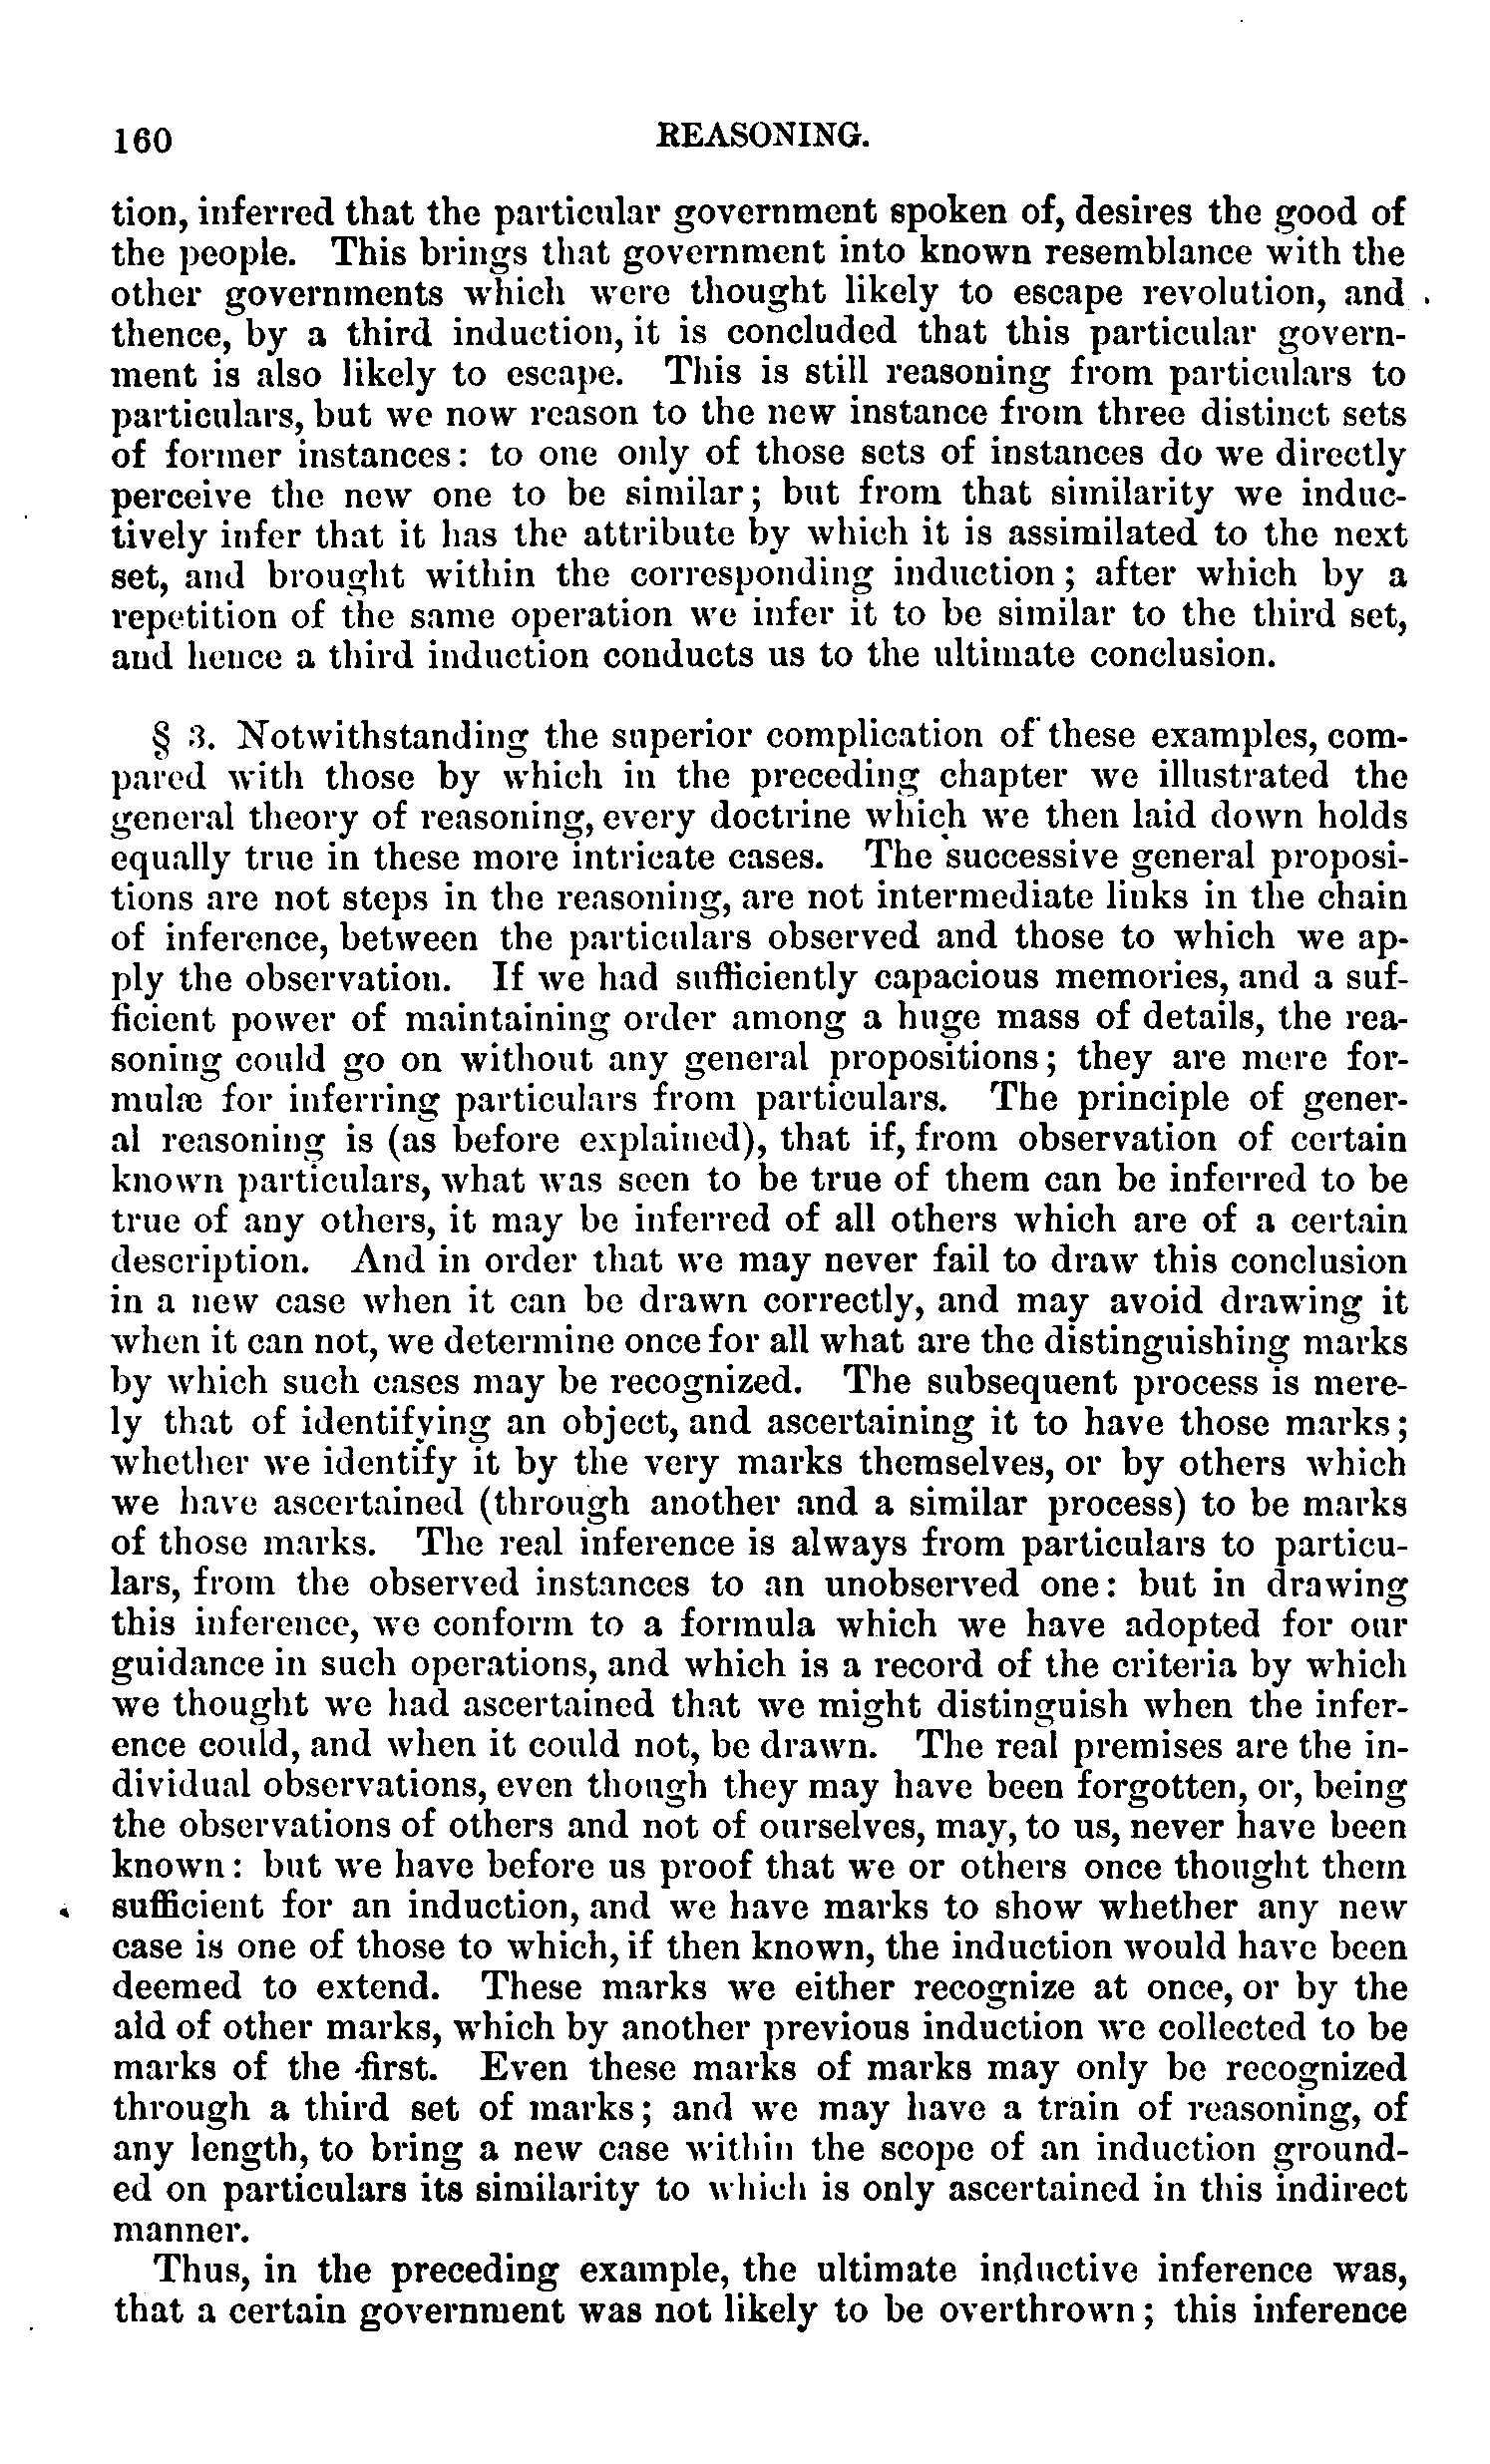 160 REASONING.
tion, inferred that the particular government spoken of, desires the good of
the people. This brings that government into known resemblance with the
other governments which were thought likely to escape revolution, and
thence, by a third induction, it is concluded that this particular govern-
ment is also likely to escape. This is still reasoning from particulars to
particulars, but we now reason to the new instance from three distinct sets
of former instances: to one only of those sets of instances do we directly
perceive the new one to be similar; but from that similarity we induc-
tively infer that it has the attribute by which it is assimilated to the next
set, and brought within the corresponding induction; after which by a
repetition of the same operation we infer it to be similar to the third set,
and hence a third induction conducts us to the ultimate conclusion.
§ 3. Notwithstanding the superior complication of these examples, com-
pared with those by which in the preceding chapter we illustrated the
general theory of reasoning, every doctrine which we then laid down holds
equally true in these more intricate cases. The successive general proposi-
tions are not steps in the reasoning, are not intermediate links in the chain
of inference, between the particulars observed and those to which we ap-
ply the observation. If we had sufficiently capacious memories, and a suf-
ficient power of maintaining order among a huge mass of details, the rea-
soning could go on without any general propositions; they are mere for-
mulæ for inferring particulars from particulars. The principle of gener-
al reasoning is (as before explained), that if, from observation of certain
known particulars, what was seen to be true of them can be inferred to be
true of any others, it may be inferred of all others which are of a certain
description. And in order that we may never fail to draw this conclusion
in a new case when it can be drawn correctly, and may avoid drawing it
when it can not, we determine once for all what are the distinguishing marks
by which such cases may be recognized. The subsequent process is mere-
ly that of identifying an object, and ascertaining it to have those marks;
whether we identify it by the very marks themselves, or by others which
we have ascertained (through another and a similar process) to be marks
of those marks. The real inference is always from particulars to particu-
lars, from the observed instances to an unobserved one: but in drawing
this inference, we conform to a formula which we have adopted for our
guidance in such operations, and which is a record of the criteria by which
we thought we had ascertained that we might distinguish when the infer-
ence could, and when it could not, be drawn. The real premises are the in-
dividual observations, even though they may have been forgotten, or, being
the observations of others and not of ourselves, may, to us, never have been
known: but we have before us proof that we or others once thought them
sufficient for an induction, and we have marks to show whether any new
case is one of those to which, if then known, the induction would have been
deemed to extend. These marks we either recognize at once, or by the
aid of other marks, which by another previous induction we collected to be
marks of the first. Even these marks of marks may only be recognized
through a third set of marks; and we may have a train of reasoning, of
any length, to bring a new case within the scope of an induction ground-
ed on particulars its similarity to which is only ascertained in this indirect
manner.
Thus, in the preceding example, the ultimate inductive inference was,
that a certain government was not likely to be overthrown; this inference